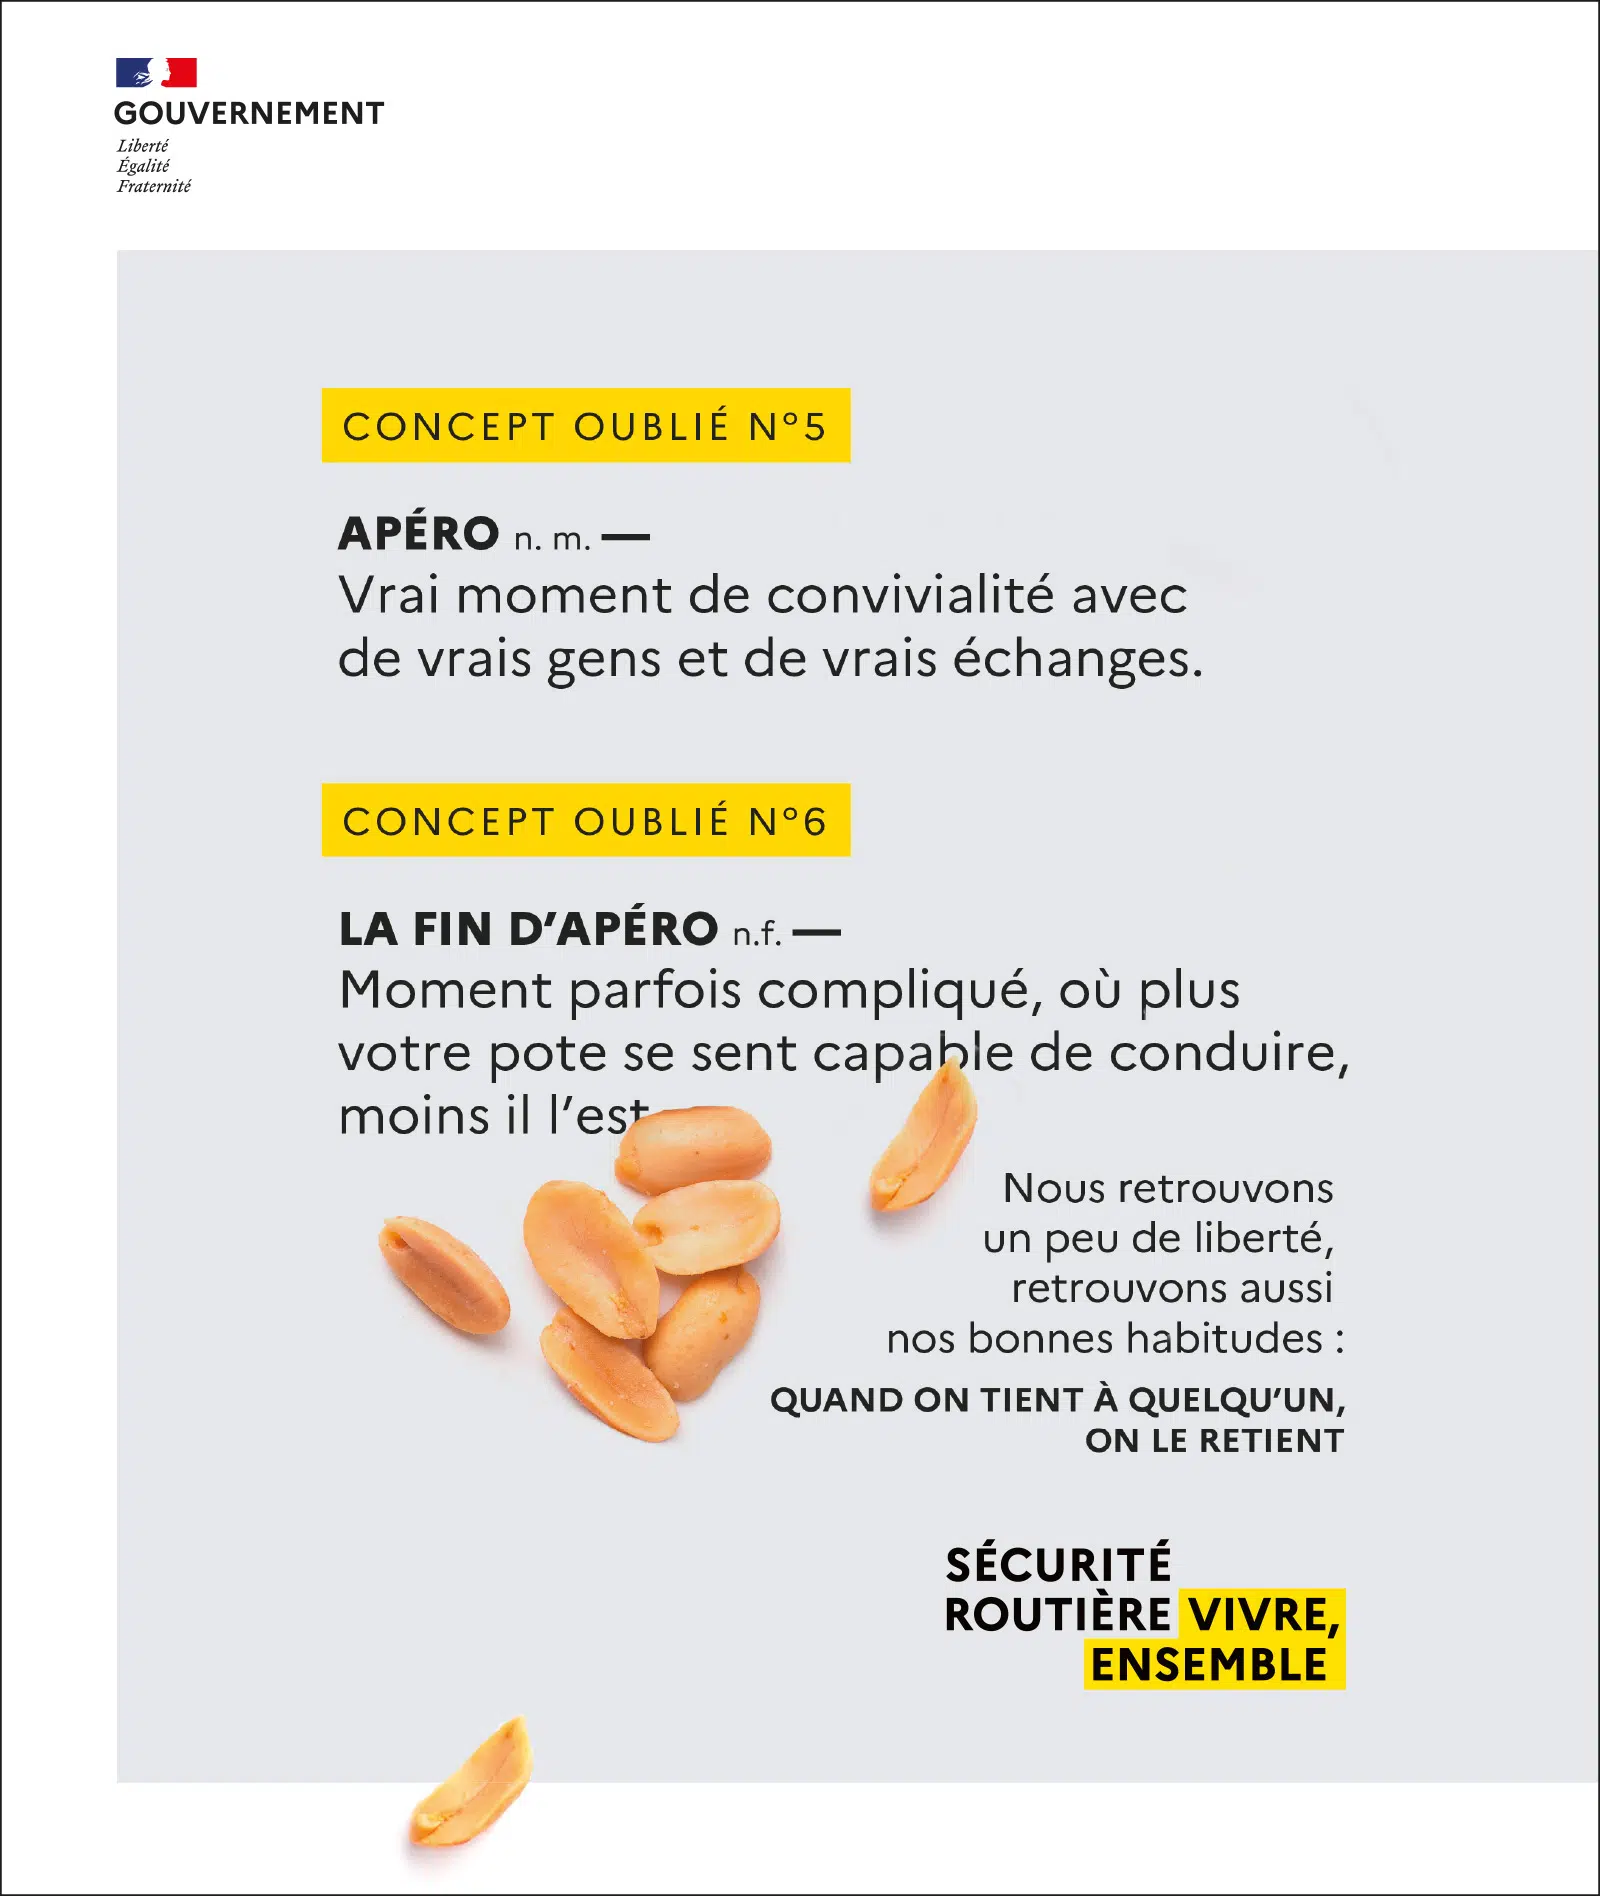 GOUVERNEMENT
Liberté
Égalité
Fraternité
CONCEPT OUBLIÉ N°5
APÉRO n. m. —
Vrai moment de convivialité avec
de vrais gens et de vrais échanges.
CONCEPT OUBLIÉ N°6
LA FIN D’APÉRO n.f. —
Moment parfois compliqué, où plus
votre pote se sent capable de conduire,
moins il l’est
Nous retrouvons
un peu de liberté,
retrouvons aussi
nos bonnes habitudes :
QUAND ON TIENT À QUELQU’UN,
ON LE RETIENT
SÉCURITÉ
ROUTIÈRE VIVRE,
ENSEMBLE